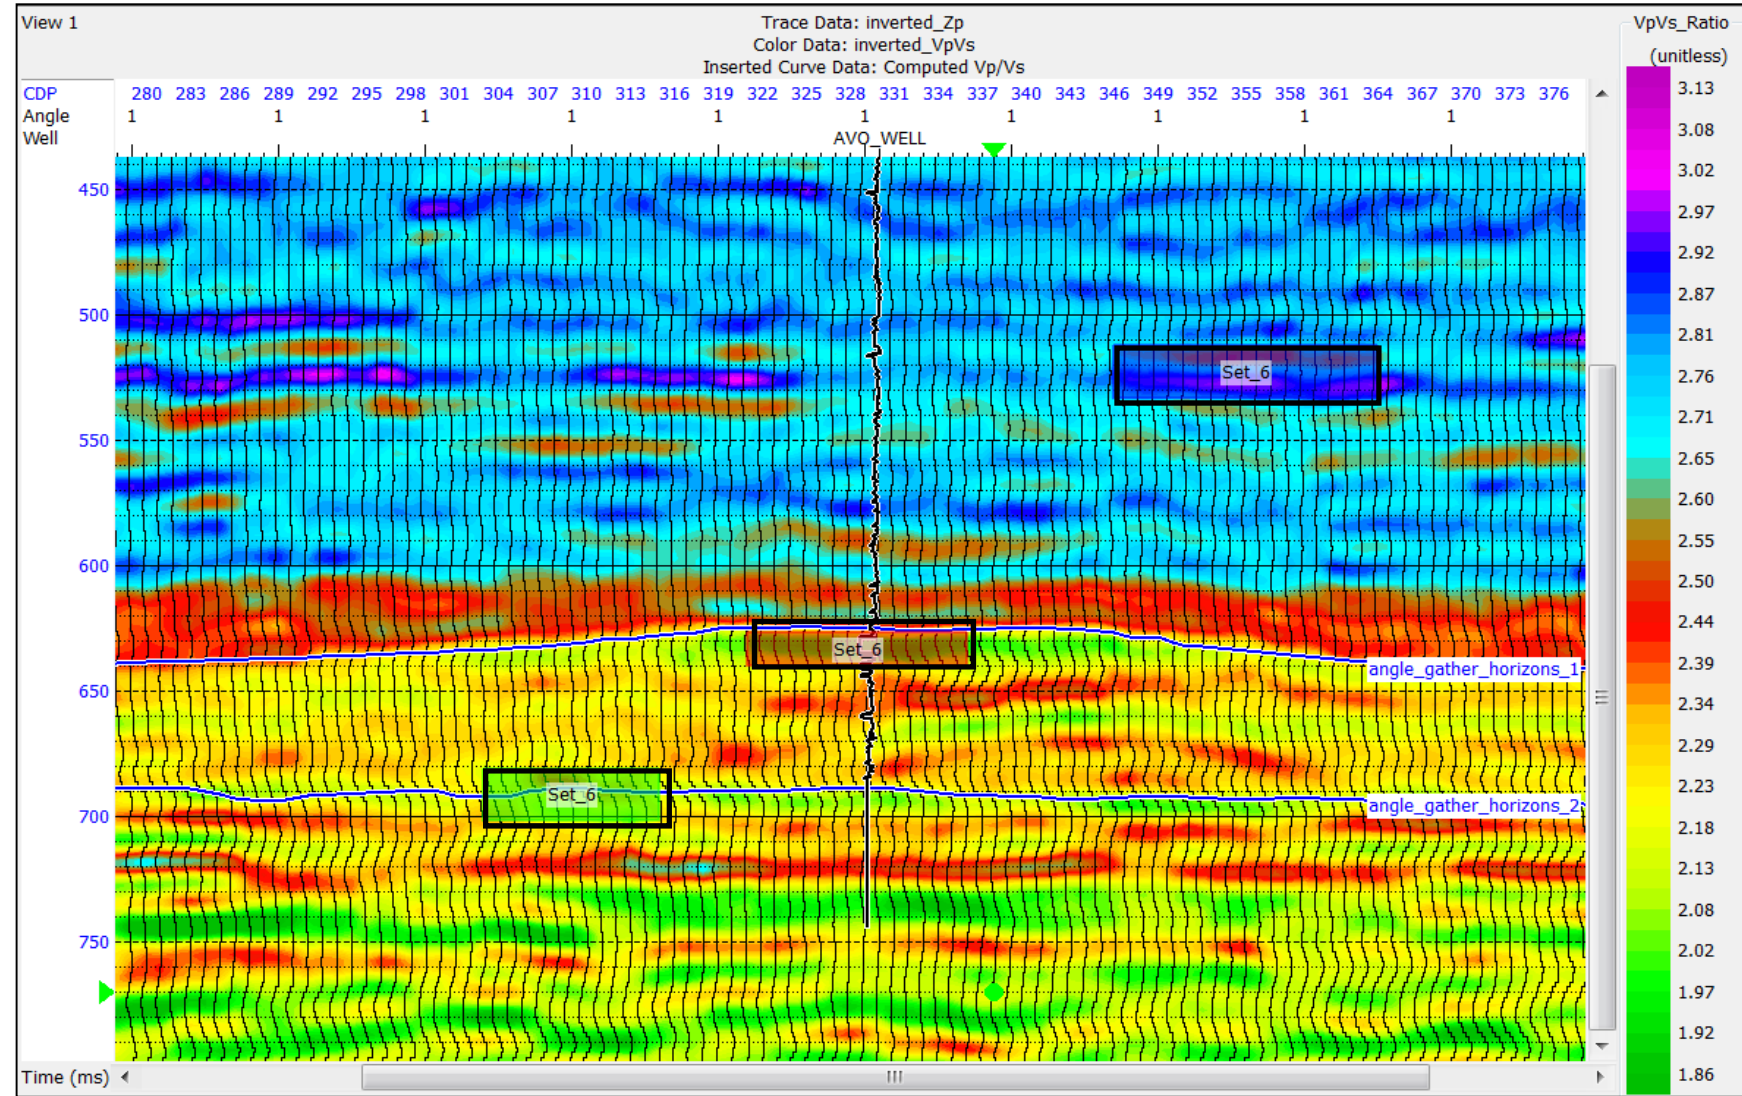 View 1
Trace Data: inverted_Zp
Color Data: inverted_VpVs
Inserted Curve Data: Computed Vp/Vs
VpVs_Ratio
(unitless)
CDP 280 283 286 289 292 295 298 301 304 307 310 313 316 319 322 325 328 331 334 337 340 343 346 349 352 355 358 361 364 367 370 373 376
Angle 1 1 1 1 1 1 1 1 1 1
Well AVO_WELL
450
500
Set_6
550
600
Set_6
angle_gather_horizons_1
650
Set_6
angle_gather_horizons_2
700
750
Time (ms)
3.13
3.08
3.02
2.97
2.92
2.87
2.81
2.76
2.71
2.65
2.60
2.55
2.50
2.44
2.39
2.34
2.29
2.23
2.18
2.13
2.08
2.02
1.97
1.92
1.86